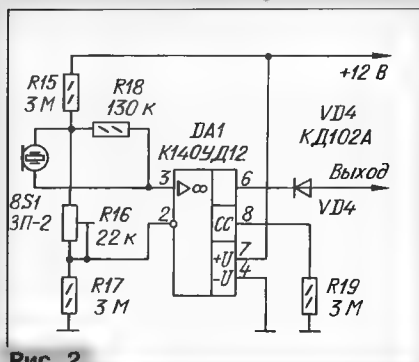 +12 В
R15
3 М
R18
130 к
DA1
К140УД12
VD4
КД102А
3
▷∞
6
Выход
VD4
BS1
ЗП-2
R16
22 к
2
СС
8
+U
7
-U
4
R17
3 М
R19
3 М
Рис. 2